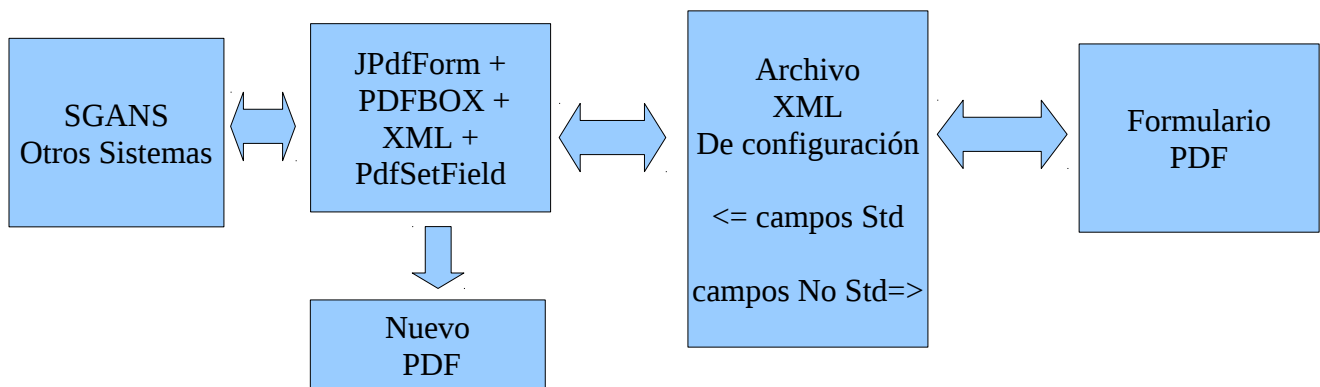 SGANS
Otros Sistemas
JPdfForm +
PDFBOX +
XML +
PdfSetField
Nuevo
PDF
Archivo
XML
De configuración
<= campos Std
campos No Std=>
Formulario
PDF